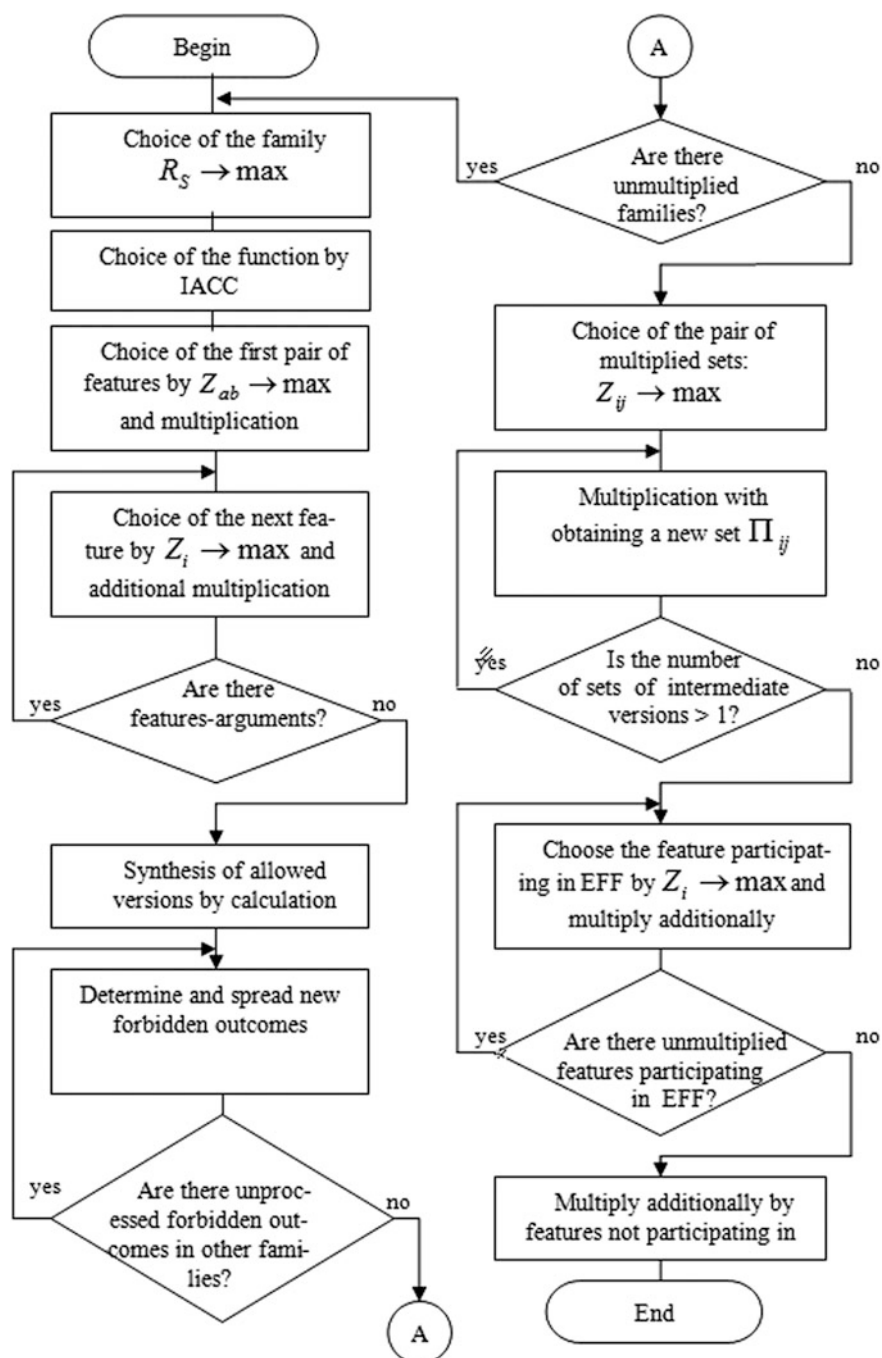 Begin
Choice of the family
R_S → max
Choice of the function by
IACC
Choice of the first pair of
features by Z_ab → max
and multiplication
Choice of the next fea-
ture by Z_i → max and
additional multiplication
Are there
features-arguments?
yes
no
Synthesis of allowed
versions by calculation
Determine and spread new
forbidden outcomes
yes
Are there unproc-
essed forbidden out-
comes in other fami-
lies?
no
A
A
yes
Are there
unmultiplied
families?
no
Choice of the pair of
multiplied sets:
Z_ij → max
Multiplication with
obtaining a new set Π_ij
yes
Is the number
of sets of intermediate
versions > 1?
no
Choose the feature participat-
ing in EFF by Z_i → max and
multiply additionally
yes
Are there unmultiplied
features participating
in EFF?
no
Multiply additionally by
features not participating in
End